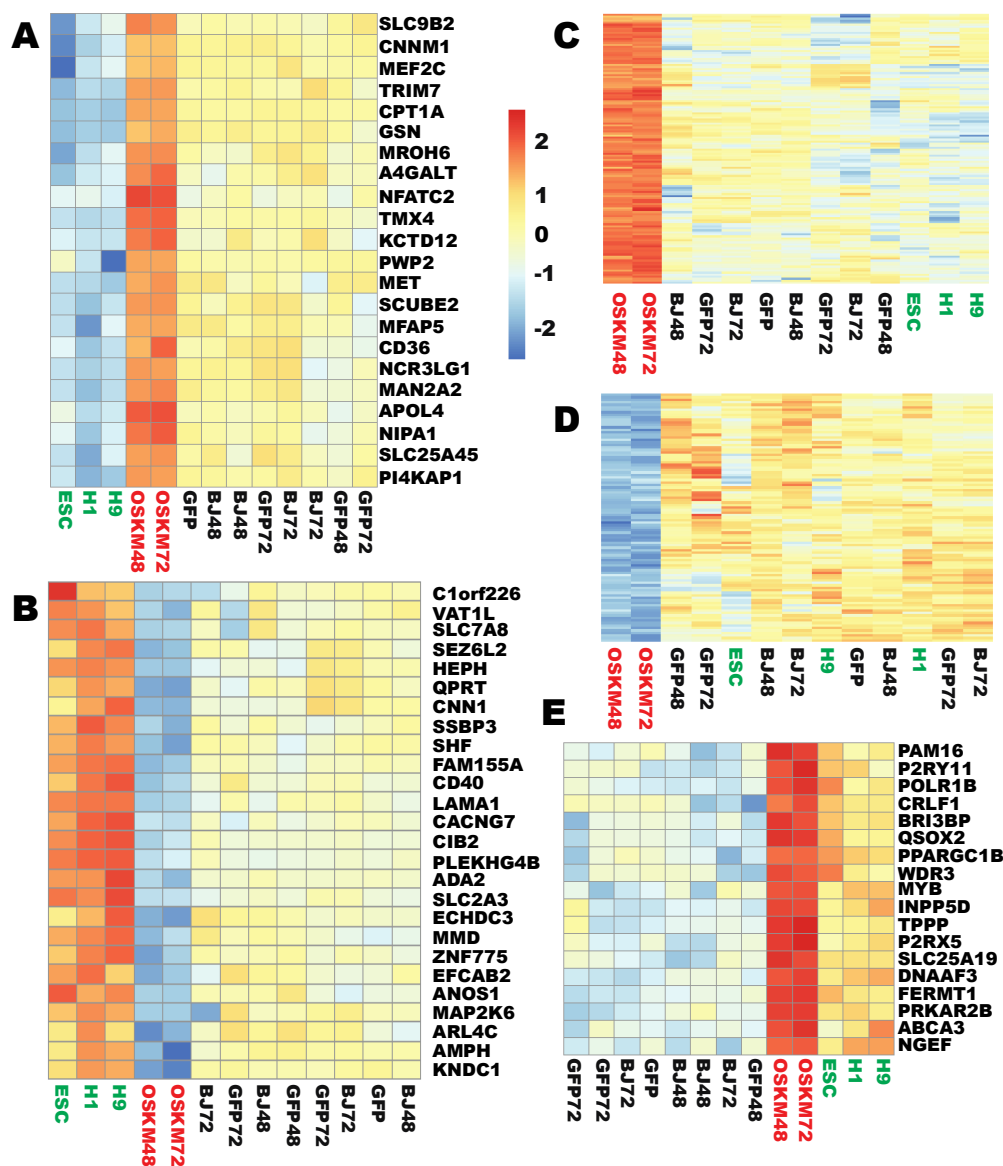 A
SLC9B2
CNNM1
MEF2C
TRIM7
CPT1A
GSN
MROH6
A4GALT
NFATC2
TMX4
KCTD12
PWP2
MET
SCUBE2
MFAP5
CD36
NCR3LG1
MAN2A2
APOL4
NIPA1
SLC25A45
PI4KAP1
ESC
H1
H9
OSKM48
OSKM72
GFP
BJ48
BJ48
GFP72
BJ72
BJ72
GFP48
GFP72
2
1
0
-1
-2
B
C1orf226
VAT1L
SLC7A8
SEZ6L2
HEPH
QPRT
CNN1
SSBP3
SHF
FAM155A
CD40
LAMA1
CACNG7
CIB2
PLEKHG4B
ADA2
SLC2A3
ECHDC3
MMD
ZNF775
EFCAB2
ANOS1
MAP2K6
ARL4C
AMPH
KNDC1
ESC
H1
H9
OSKM48
OSKM72
BJ72
GFP72
BJ48
GFP48
GFP72
BJ72
GFP
BJ48
C
OSKM48
OSKM72
BJ48
GFP72
BJ72
GFP
BJ48
GFP72
BJ72
GFP48
ESC
H1
H9
D
OSKM48
OSKM72
GFP48
GFP72
ESC
BJ48
BJ72
H9
GFP
BJ48
H1
GFP72
BJ72
E
PAM16
P2RY11
POLR1B
CRLF1
BRI3BP
QSOX2
PPARGC1B
WDR3
MYB
INPP5D
TPPP
P2RX5
SLC25A19
DNAAF3
FERMT1
PRKAR2B
ABCA3
NGEF
GFP72
GFP72
BJ72
GFP
BJ48
BJ48
BJ72
GFP48
OSKM48
OSKM72
ESC
H1
H9